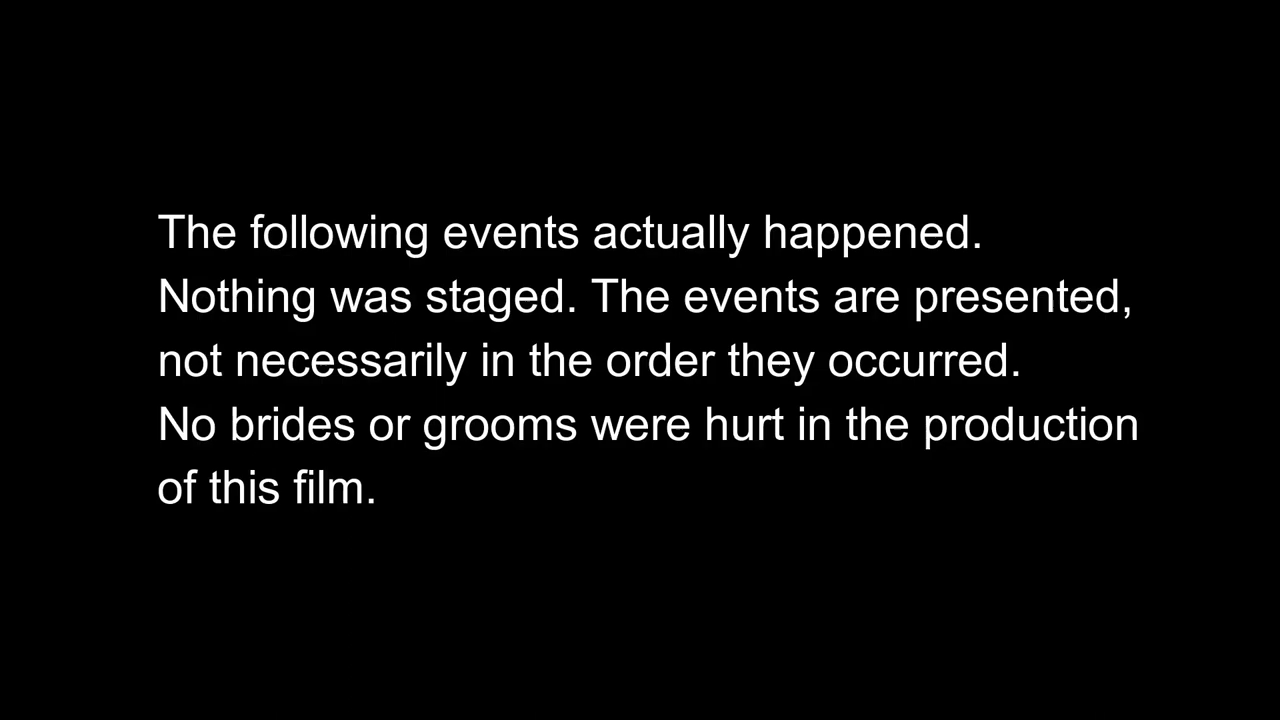 The following events actually happened.
Nothing was staged. The events are presented,
not necessarily in the order they occurred.
No brides or grooms were hurt in the production
of this film.